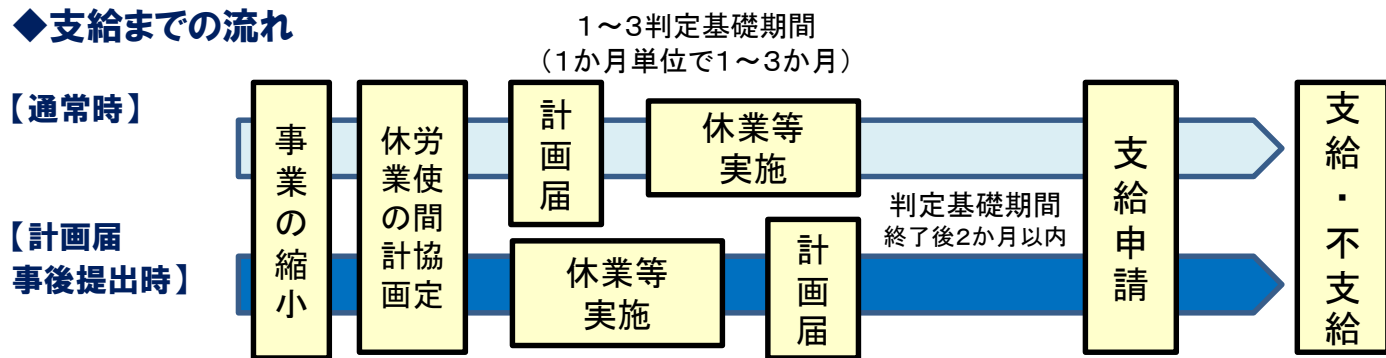 ◆支給までの流れ
1～3判定基礎期間
（1か月単位で1～3か月）
【通常時】
事業の縮小
労使間協定
休業の計画
計画届
休業等
実施
支給申請
支給・不支給
判定基礎期間
終了後2か月以内
【計画届
事後提出時】
休業等
実施
計画届